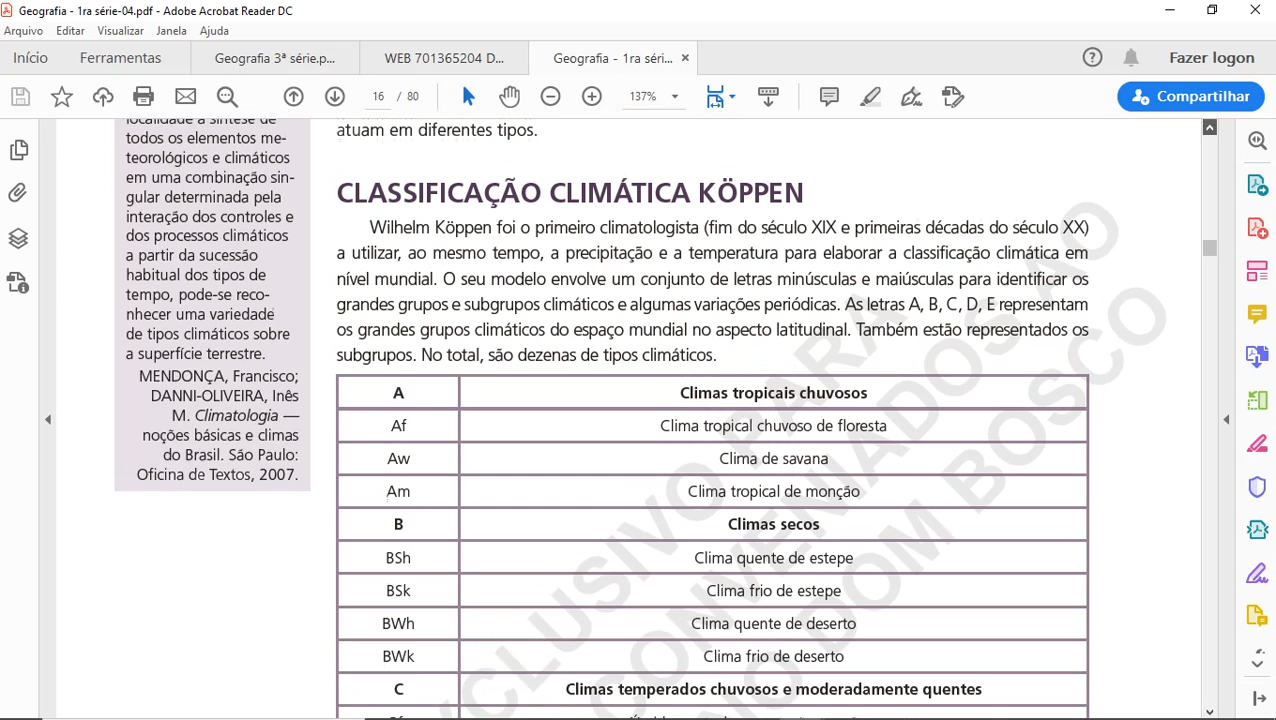 Geografia - 1ra série-04.pdf - Adobe Acrobat Reader DC
Arquivo Editar Visualizar Janela Ajuda
Início Ferramentas Geografia 3ª série.p... WEB 701365204 D... Geografia - 1ra séri... × Fazer logon
16 / 80 137% Compartilhar
localidade a síntese de
todos os elementos me-
teorológicos e climáticos
em uma combinação sin-
gular determinada pela
interação dos controles e
dos processos climáticos
a partir da sucessão
habitual dos tipos de
tempo, pode-se reco-
nhecer uma variedade
de tipos climáticos sobre
a superfície terrestre.
MENDONÇA, Francisco;
DANNI-OLIVEIRA, Inês
M. Climatologia —
noções básicas e climas
do Brasil. São Paulo:
Oficina de Textos, 2007.
atuam em diferentes tipos.
CLASSIFICAÇÃO CLIMÁTICA KÖPPEN
Wilhelm Köppen foi o primeiro climatologista (fim do século XIX e primeiras décadas do século XX)
a utilizar, ao mesmo tempo, a precipitação e a temperatura para elaborar a classificação climática em
nível mundial. O seu modelo envolve um conjunto de letras minúsculas e maiúsculas para identificar os
grandes grupos e subgrupos climáticos e algumas variações periódicas. As letras A, B, C, D, E representam
os grandes grupos climáticos do espaço mundial no aspecto latitudinal. Também estão representados os
subgrupos. No total, são dezenas de tipos climáticos.
A Climas tropicais chuvosos
Af Clima tropical chuvoso de floresta
Aw Clima de savana
Am Clima tropical de monção
B Climas secos
BSh Clima quente de estepe
BSk Clima frio de estepe
BWh Clima quente de deserto
BWk Clima frio de deserto
C Climas temperados chuvosos e moderadamente quentes
EXCLUSIVO PARA
CONVENIADOS AO
NO DOM BOSCO